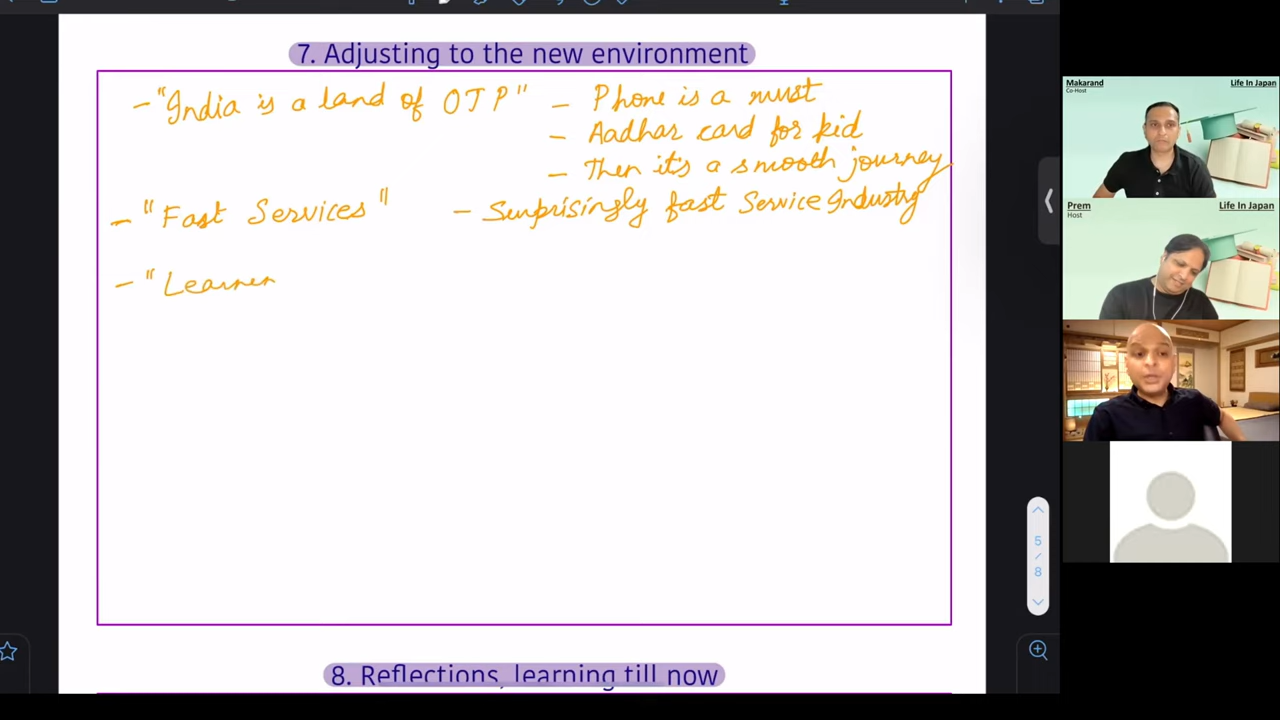 7. Adjusting to the new environment
- "India is a land of OTP" - Phone is a must
- Aadhar card for kid
- Then it's a smooth journey
- "Fast Services" - Surprisingly fast Service Industry
- "Learner
8. Reflections, learning till now
5
/
8
Makarand
Co-Host
Life In Japan
Prem
Host
Life In Japan